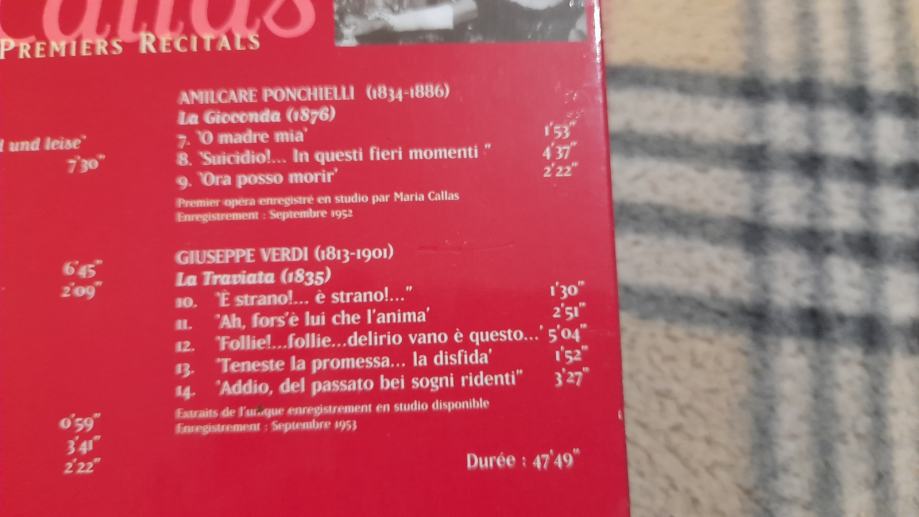 Callas
PREMIERS RECITALS
und leise"
7'30"
6'45"
2'09"
0'59"
3'41"
2'22"
AMILCARE PONCHIELLI (1834-1886)
La Gioconda (1876)
7. "O madre mia" 1'53"
8. "Suicidio!... In questi fieri momenti" 4'37"
9. "Ora posso morir" 2'22"
Premier opéra enregistré en studio par Maria Callas
Enregistrement : Septembre 1952
GIUSEPPE VERDI (1813-1901)
La Traviata (1835)
10. "È strano!... è strano!..." 1'30"
11. "Ah, fors'è lui che l'anima" 2'51"
12. "Follie!...follie...delirio vano è questo..." 5'04"
13. "Teneste la promessa... la disfida" 1'52"
14. "Addio, del passato bei sogni ridenti" 3'27"
Extraits de l'unique enregistrement en studio disponible
Enregistrement : Septembre 1953
Durée : 47'49"